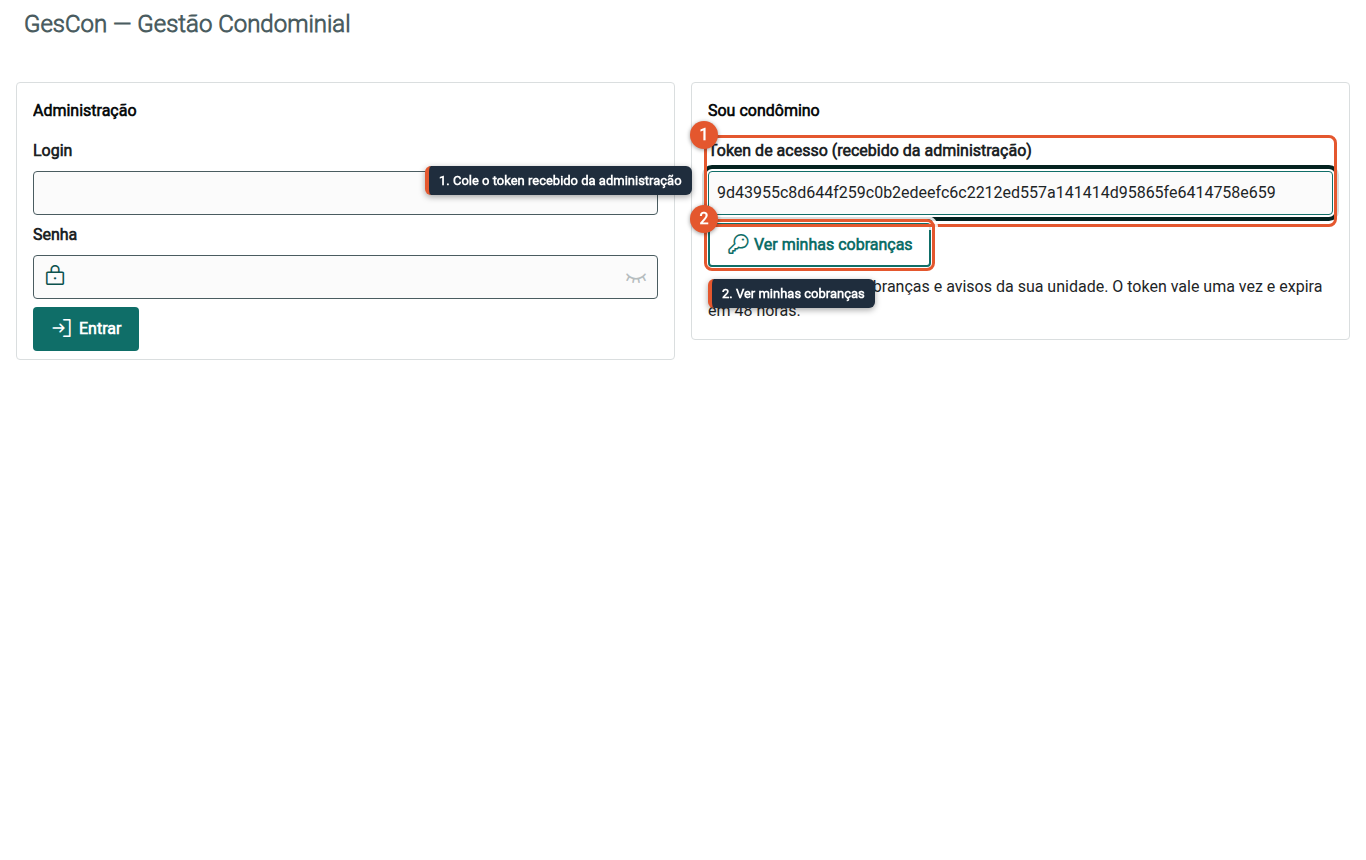 GesCon — Gestão Condominial
Administração
Login
Senha
Entrar
Sou condômino
1
Token de acesso (recebido da administração)
1. Cole o token recebido da administração
9d43955c8d644f259c0b2edeefc6c2212ed557a141414d95865fe6414758e659
2
Ver minhas cobranças
2. Ver minhas cobranças
e avisos da sua unidade. O token vale uma vez e expira
em 48 horas.